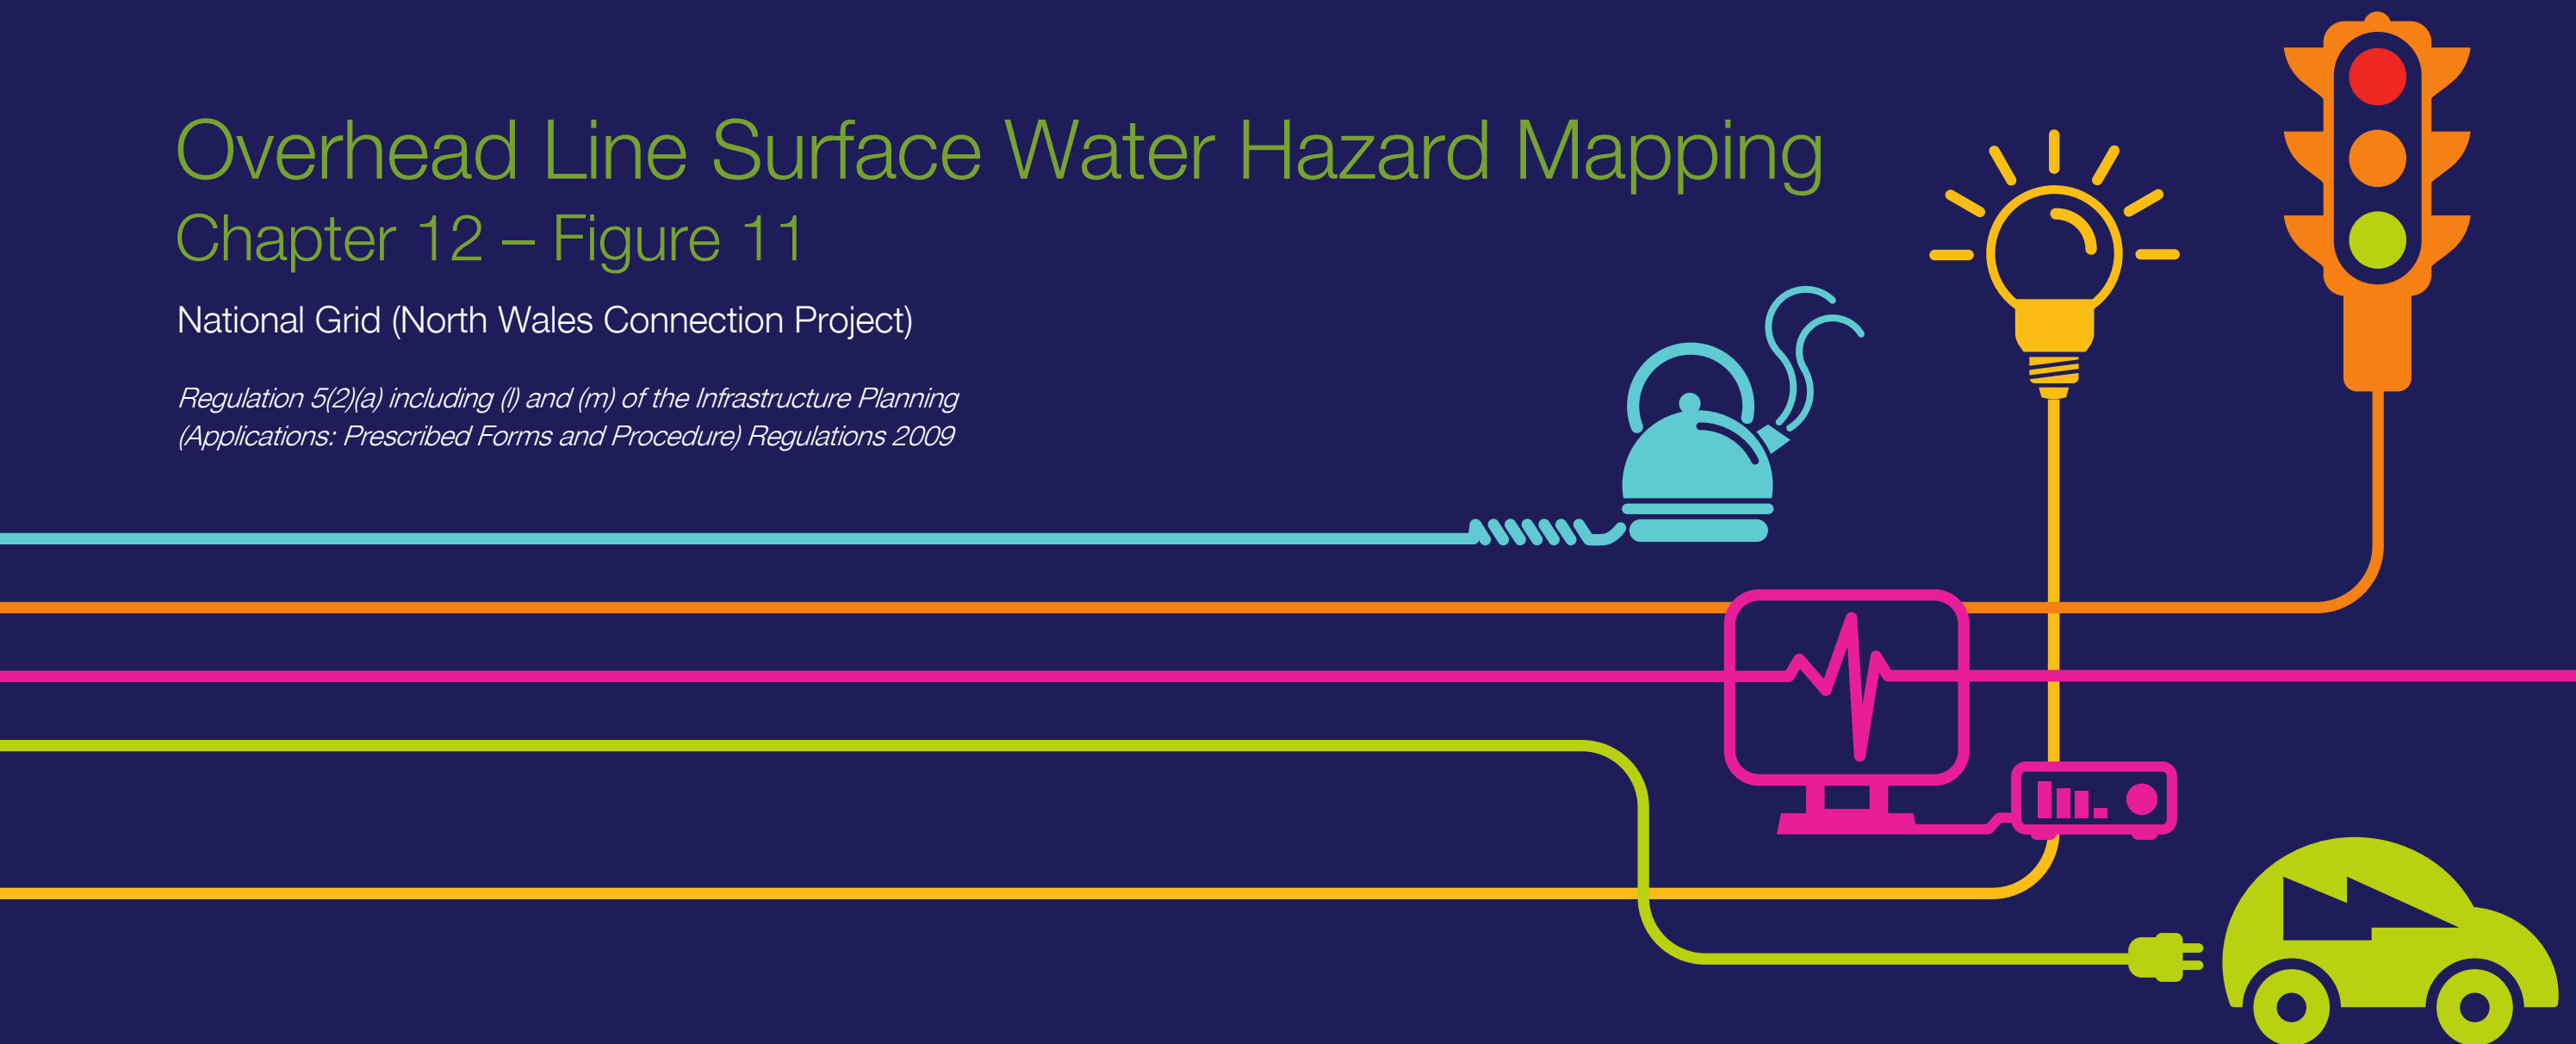 Overhead Line Surface Water Hazard Mapping
Chapter 12 – Figure 11
National Grid (North Wales Connection Project)
Regulation 5(2)(a) including (l) and (m) of the Infrastructure Planning
(Applications: Prescribed Forms and Procedure) Regulations 2009